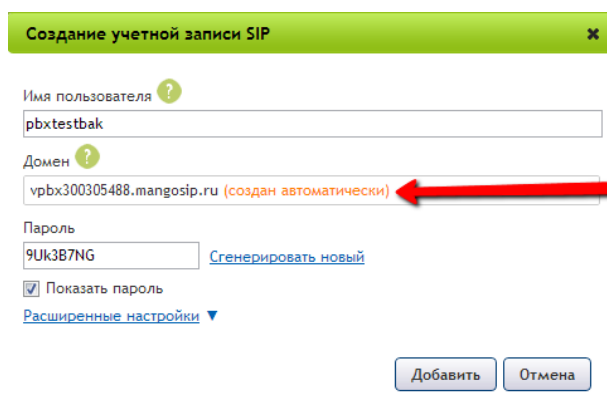 Создание учетной записи SIP
Имя пользователя ?
pbxtestbak
Домен ?
vpbx300305488.mangosip.ru (создан автоматически)
Пароль
9Uk3B7NG Сгенерировать новый
Показать пароль
Расширенные настройки ▼
Добавить Отмена